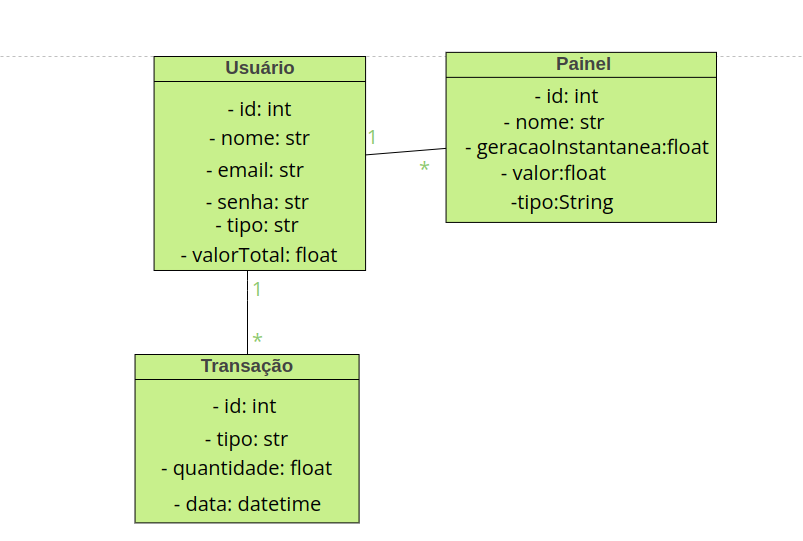 Usuário
- id: int
- nome: str
- email: str
- senha: str
- tipo: str
- valorTotal: float
1
*
Painel
- id: int
- nome: str
- geracaoInstantanea:float
- valor:float
-tipo:String
1
*
Transação
- id: int
- tipo: str
- quantidade: float
- data: datetime